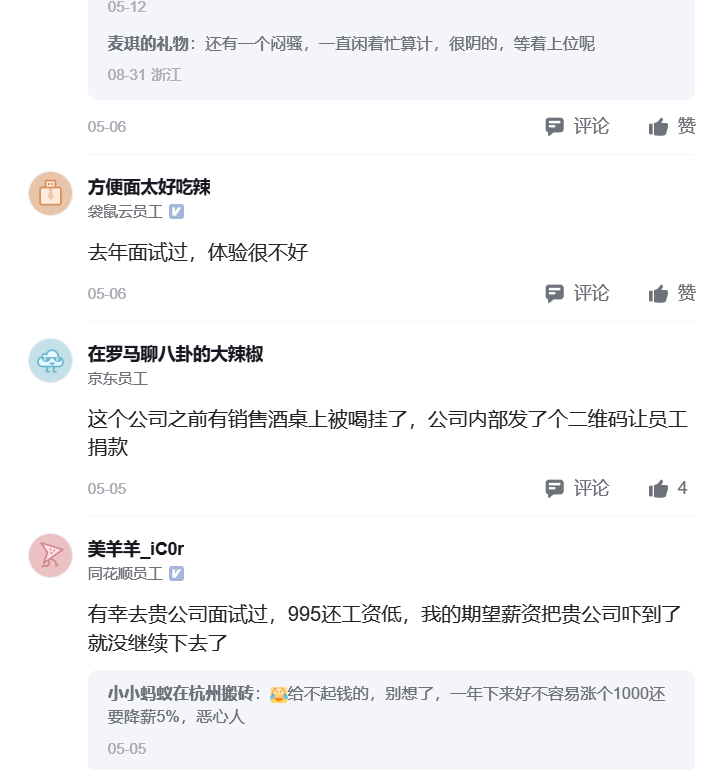 05-12
麦琪的礼物：还有一个闷骚，一直闲着忙算计，很阴的，等着上位呢
08-31 浙江
05-06 评论 赞
方便面太好吃辣
袋鼠云员工
去年面试过，体验很不好
05-06 评论 赞
在罗马聊八卦的大辣椒
京东员工
这个公司之前有销售酒桌上被喝挂了，公司内部发了个二维码让员工
捐款
05-05 评论 4
美羊羊_iC0r
同花顺员工
有幸去贵公司面试过，995还工资低，我的期望薪资把贵公司吓到了
就没继续下去了
小小蚂蚁在杭州搬砖：😂给不起钱的，别想了，一年下来好不容易涨个1000还
要降薪5%，恶心人
05-05